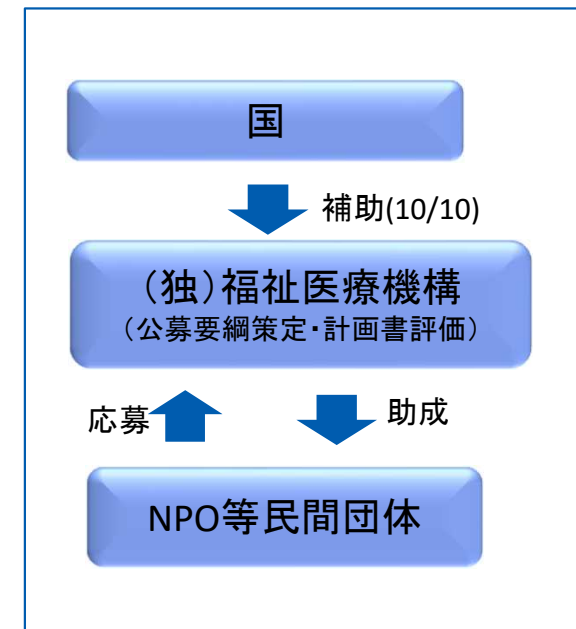 国
補助(10/10)
（独）福祉医療機構
（公募要綱策定・計画書評価）
応募
助成
NPO等民間団体